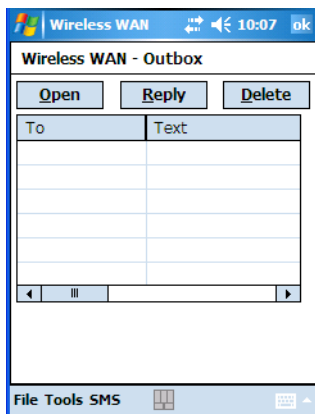 Wireless WAN 10:07 ok
Wireless WAN - Outbox
Open Reply Delete
To Text
File Tools SMS